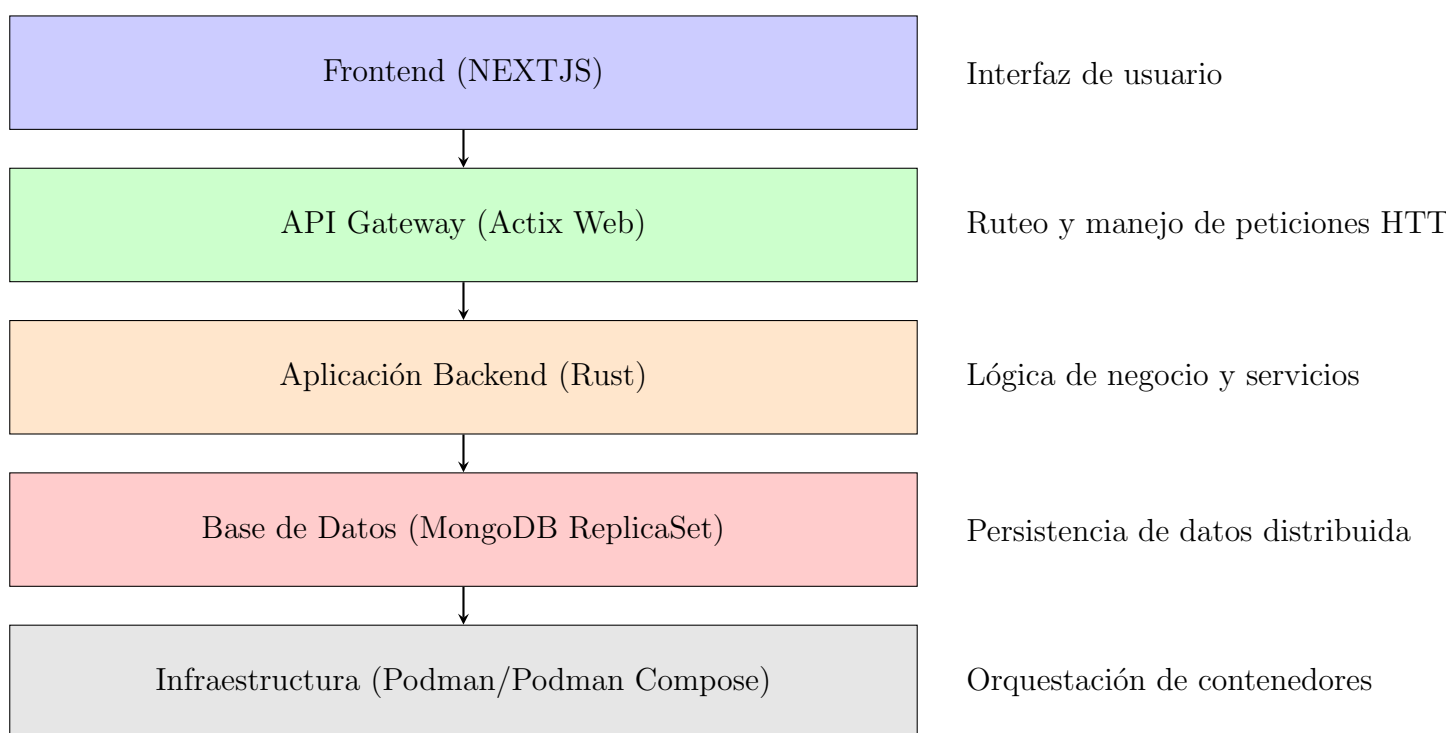 Frontend (NEXTJS)
Interfaz de usuario
API Gateway (Actix Web)
Ruteo y manejo de peticiones HTT
Aplicación Backend (Rust)
Lógica de negocio y servicios
Base de Datos (MongoDB ReplicaSet)
Persistencia de datos distribuida
Infraestructura (Podman/Podman Compose)
Orquestación de contenedores